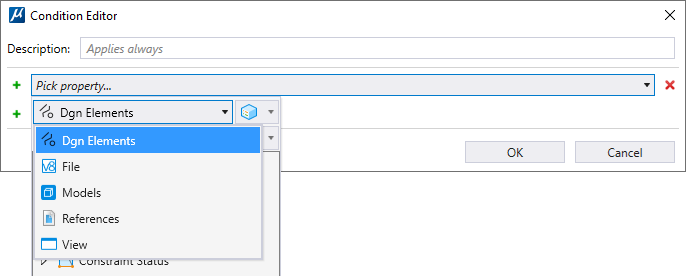 Condition Editor
Description: Applies always
Pick property...
Dgn Elements
Dgn Elements
File
Models
References
View
Constraint Status
OK Cancel